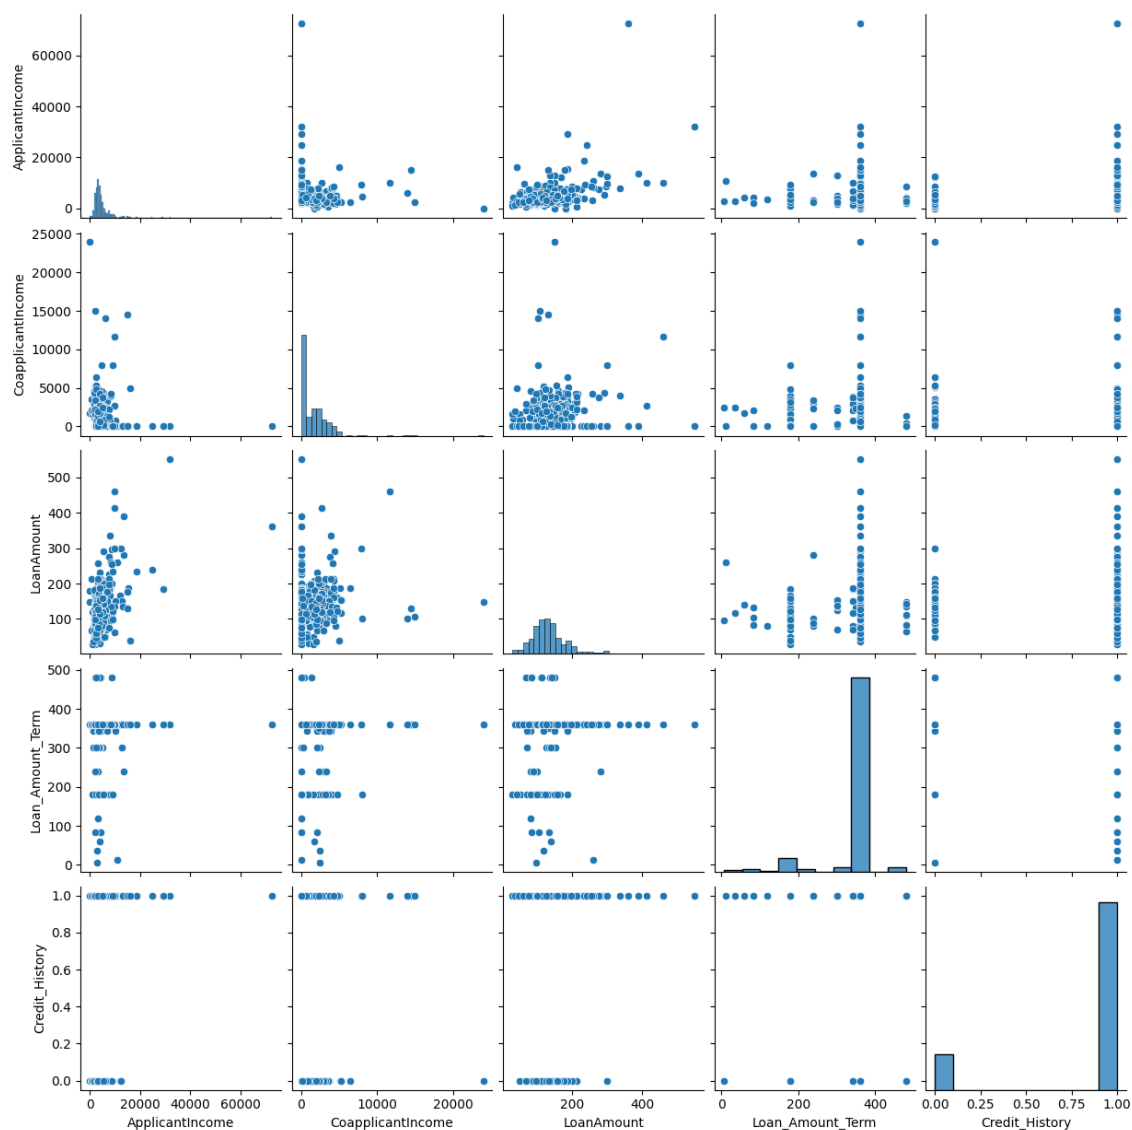 60000
40000
20000
0
ApplicantIncome
25000
20000
15000
10000
5000
0
CoapplicantIncome
500
400
300
200
100
LoanAmount
500
400
300
200
100
0
Loan_Amount_Term
1.0
0.8
0.6
0.4
0.2
0.0
Credit_History
0 20000 40000 60000
ApplicantIncome
0 10000 20000
CoapplicantIncome
200 400
LoanAmount
0 200 400
Loan_Amount_Term
0.00 0.25 0.50 0.75 1.00
Credit_History